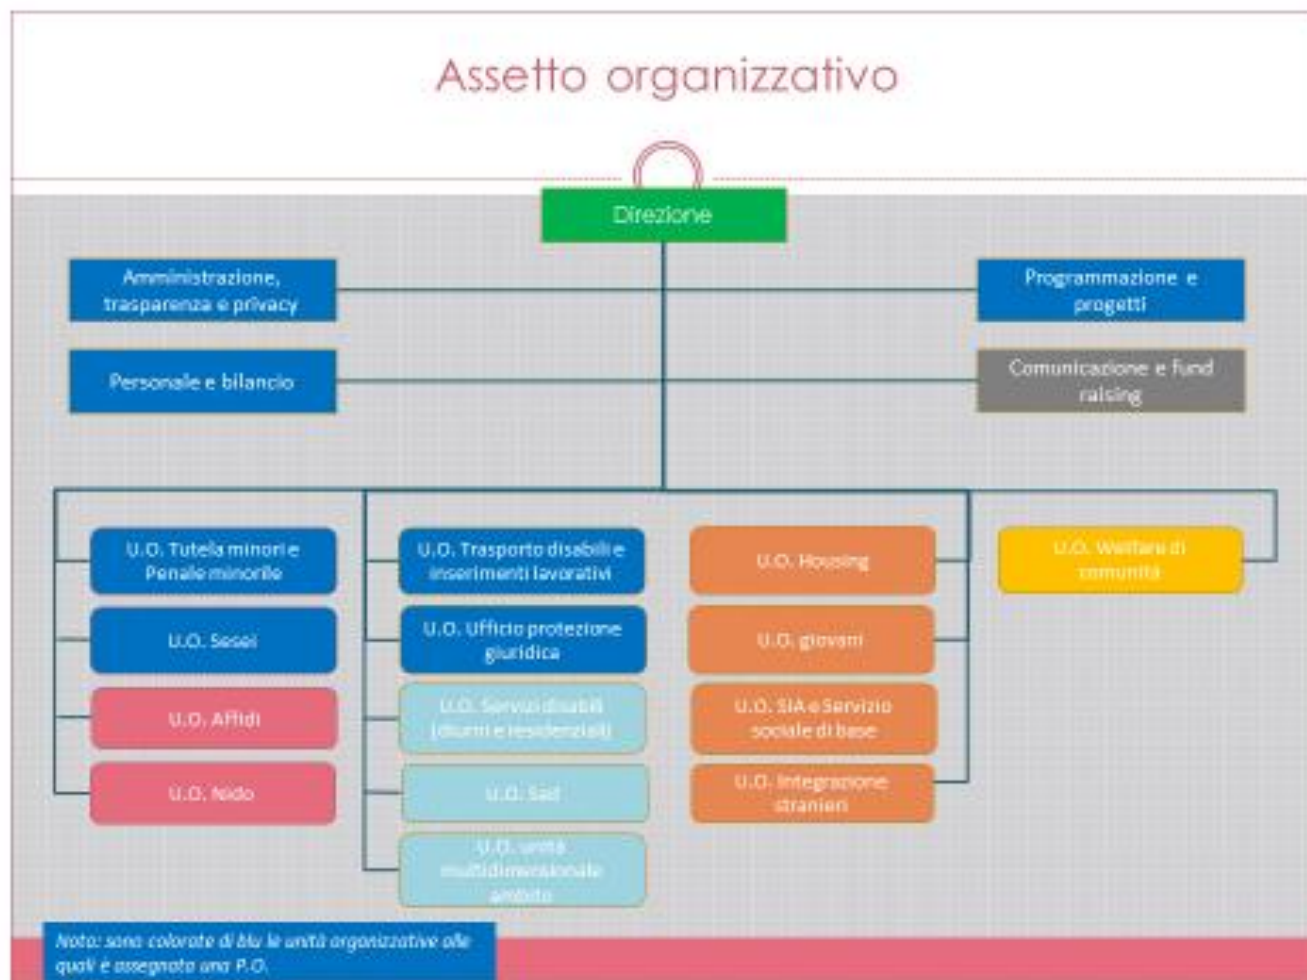 Assetto organizzativo
Direzione
Amministrazione,
trasparenza e privacy
Programmazione e
progetti
Personale e bilancio
Comunicazione e fund
raising
U.O. Tutela minori e
Penale minorile
U.O. Sesei
U.O. Affidi
U.O. Nido
U.O. Trasporto disabili e
inserimenti lavorativi
U.O. Ufficio protezione
giuridica
U.O. Servizi disabili
(diurni e residenziali)
U.O. Sad
U.O. unità
multidimensionale
ambito
U.O. Housing
U.O. giovani
U.O. SIA e Servizio
sociale di base
U.O. Integrazione
stranieri
U.O. Welfare di
comunità
Nota: sono colorate di blu le unità organizzative alle
quali è assegnata una P.O.